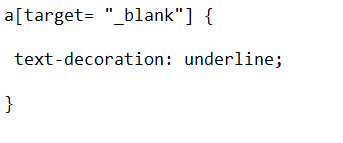 a[target= "_blank"] {
text-decoration: underline;
}